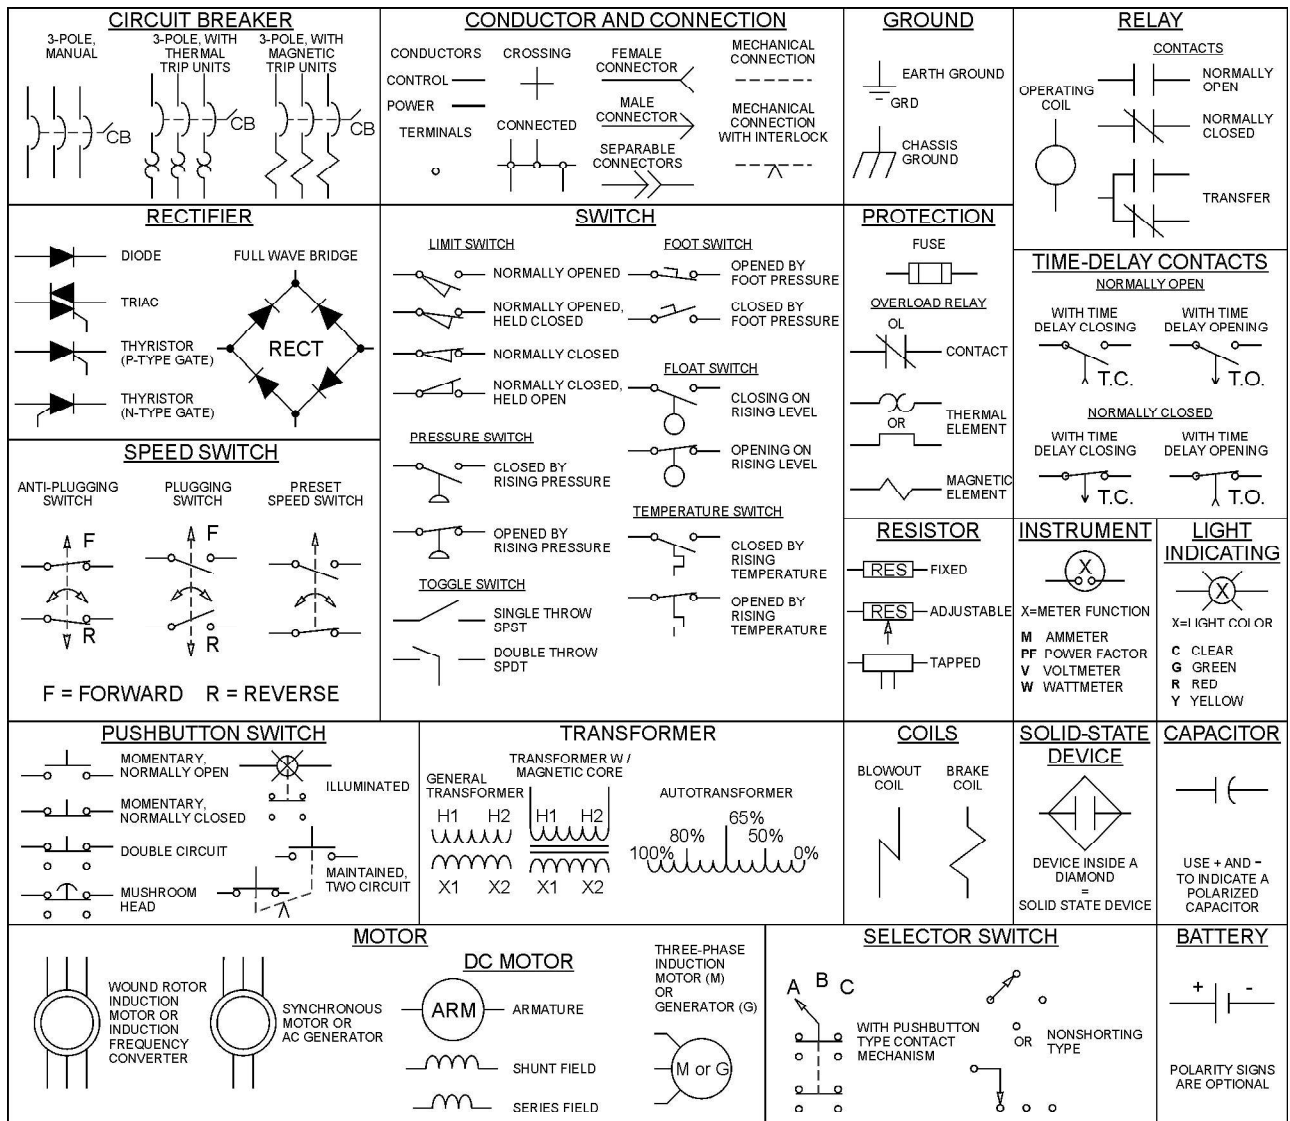 CIRCUIT BREAKER
3-POLE,
MANUAL
3-POLE, WITH
THERMAL
TRIP UNITS
3-POLE, WITH
MAGNETIC
TRIP UNITS
CB
CB
CB
CONDUCTOR AND CONNECTION
CONDUCTORS
CONTROL
POWER
TERMINALS
CROSSING
CONNECTED
FEMALE
CONNECTOR
MALE
CONNECTOR
SEPARABLE
CONNECTORS
MECHANICAL
CONNECTION
MECHANICAL
CONNECTION
WITH INTERLOCK
GROUND
EARTH GROUND
GRD
CHASSIS
GROUND
RELAY
CONTACTS
OPERATING
COIL
NORMALLY
OPEN
NORMALLY
CLOSED
TRANSFER
RECTIFIER
DIODE
TRIAC
THYRISTOR
(P-TYPE GATE)
THYRISTOR
(N-TYPE GATE)
FULL WAVE BRIDGE
RECT
SWITCH
LIMIT SWITCH
NORMALLY OPENED
NORMALLY OPENED,
HELD CLOSED
NORMALLY CLOSED
NORMALLY CLOSED,
HELD OPEN
PRESSURE SWITCH
CLOSED BY
RISING PRESSURE
OPENED BY
RISING PRESSURE
TOGGLE SWITCH
SINGLE THROW
SPST
DOUBLE THROW
SPDT
FOOT SWITCH
OPENED BY
FOOT PRESSURE
CLOSED BY
FOOT PRESSURE
FLOAT SWITCH
CLOSING ON
RISING LEVEL
OPENING ON
RISING LEVEL
TEMPERATURE SWITCH
CLOSED BY
RISING
TEMPERATURE
OPENED BY
RISING
TEMPERATURE
PROTECTION
FUSE
OVERLOAD RELAY
OL
CONTACT
OR
THERMAL
ELEMENT
MAGNETIC
ELEMENT
TIME-DELAY CONTACTS
NORMALLY OPEN
WITH TIME
DELAY CLOSING
T.C.
WITH TIME
DELAY OPENING
T.O.
NORMALLY CLOSED
WITH TIME
DELAY CLOSING
T.C.
WITH TIME
DELAY OPENING
T.O.
SPEED SWITCH
ANTI-PLUGGING
SWITCH
F
R
PLUGGING
SWITCH
F
R
PRESET
SPEED SWITCH
F = FORWARD R = REVERSE
RESISTOR
RES
FIXED
RES
ADJUSTABLE
TAPPED
INSTRUMENT
X
X=METER FUNCTION
M AMMETER
PF POWER FACTOR
V VOLTMETER
W WATTMETER
LIGHT
INDICATING
X
X=LIGHT COLOR
C CLEAR
G GREEN
R RED
Y YELLOW
PUSHBUTTON SWITCH
MOMENTARY,
NORMALLY OPEN
MOMENTARY,
NORMALLY CLOSED
DOUBLE CIRCUIT
MUSHROOM
HEAD
ILLUMINATED
MAINTAINED,
TWO CIRCUIT
TRANSFORMER
GENERAL
TRANSFORMER
H1 H2
X1 X2
TRANSFORMER W /
MAGNETIC CORE
H1 H2
X1 X2
AUTOTRANSFORMER
100%
80%
65%
50%
0%
COILS
BLOWOUT
COIL
BRAKE
COIL
SOLID-STATE
DEVICE
DEVICE INSIDE A
DIAMOND
=
SOLID STATE DEVICE
CAPACITOR
USE + AND -
TO INDICATE A
POLARIZED
CAPACITOR
MOTOR
WOUND ROTOR
INDUCTION
MOTOR OR
INDUCTION
FREQUENCY
CONVERTER
SYNCHRONOUS
MOTOR OR
AC GENERATOR
DC MOTOR
ARM
ARMATURE
SHUNT FIELD
SERIES FIELD
THREE-PHASE
INDUCTION
MOTOR (M)
OR
GENERATOR (G)
M or G
SELECTOR SWITCH
A B C
WITH PUSHBUTTON
TYPE CONTACT
MECHANISM
OR
NONSHORTING
TYPE
BATTERY
+ -
POLARITY SIGNS
ARE OPTIONAL